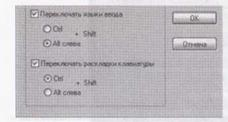 Переключать языки ввода
Ctrl
+ Shift
Alt слева
Переключать раскладки клавиатуры
Ctrl
+ Shift
Alt слева
OK
Отмена